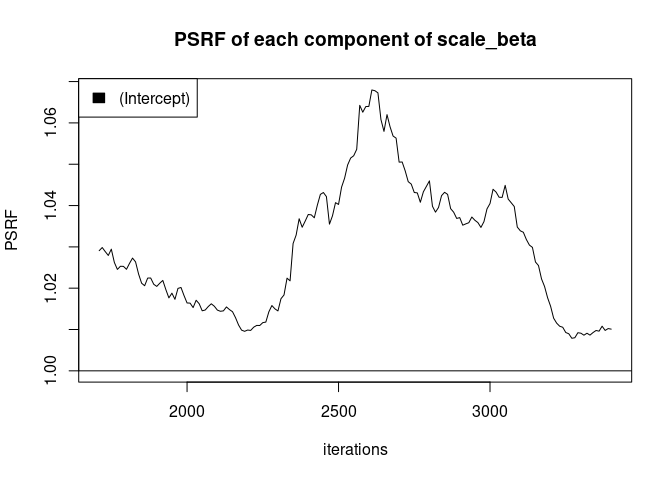 PSRF of each component of scale_beta
(Intercept)
PSRF
1.06
1.04
1.02
1.00
2000
2500
3000
iterations